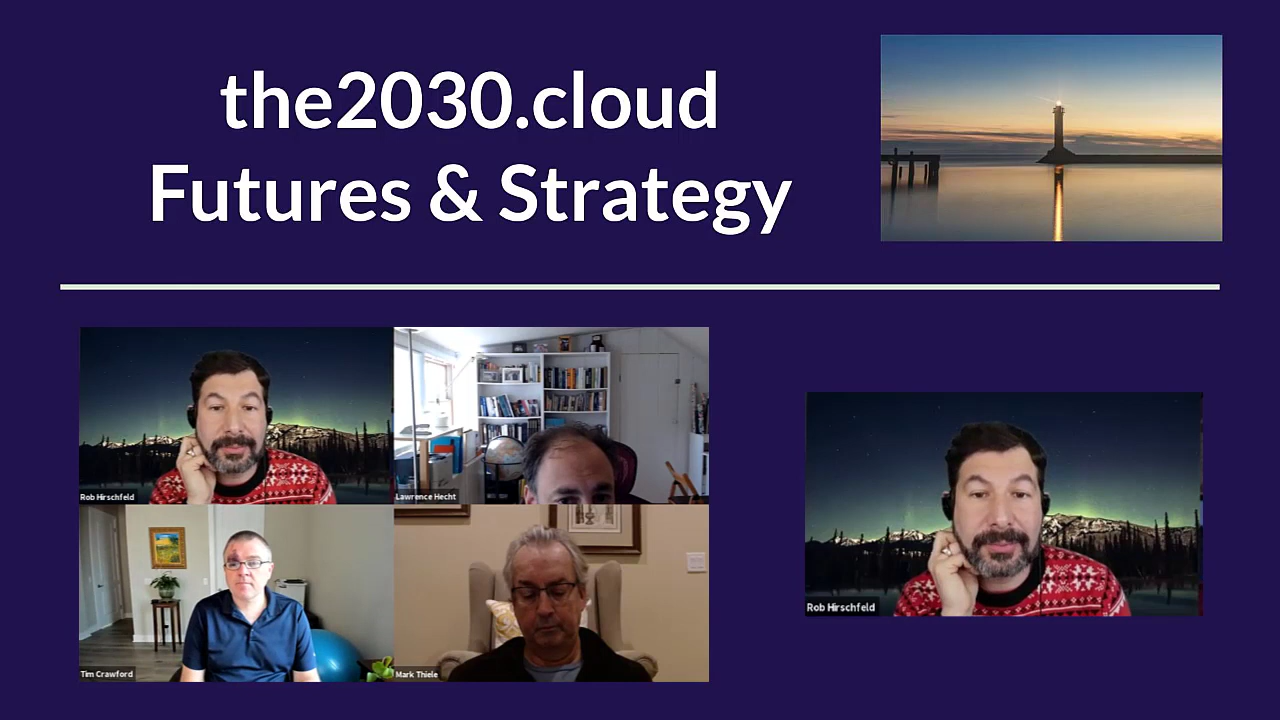 the2030.cloud
Futures & Strategy
Rob Hirschfeld
Lawrence Hecht
Tim Crawford
Mark Thiele
Rob Hirschfeld